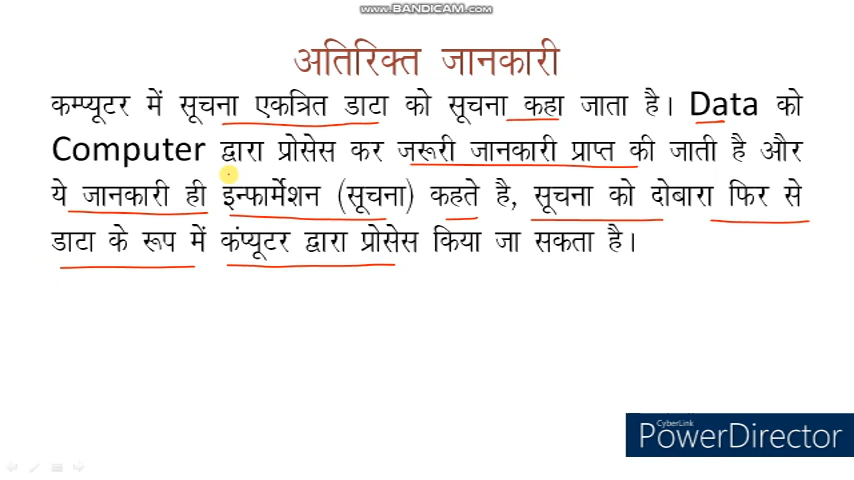 www.BANDICAM.com
अतिरिक्त जानकारी
कम्प्यूटर में सूचना एकत्रित डाटा को सूचना कहा जाता है। Data को
Computer द्वारा प्रोसेस कर जरूरी जानकारी प्राप्त की जाती है और
ये जानकारी ही इन्फार्मेशन (सूचना) कहते है, सूचना को दोबारा फिर से
डाटा के रूप में कंप्यूटर द्वारा प्रोसेस किया जा सकता है।
CyberLink
PowerDirector